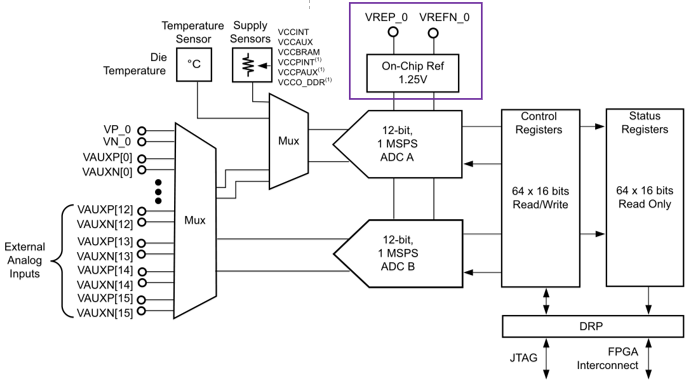 VREP_0 VREFN_0
On-Chip Ref
1.25V
Temperature
Sensor
Supply
Sensors
VCCINT
VCCAUX
VCCBRAM
VCCPINT(1)
VCCPAUX(1)
VCCO_DDR(1)
Die
Temperature
°C
Mux
12-bit,
1 MSPS
ADC A
Control
Registers
64 x 16 bits
Read/Write
Status
Registers
64 x 16 bits
Read Only
VP_0
VN_0
VAUXP[0]
VAUXN[0]
VAUXP[12]
VAUXN[12]
VAUXP[13]
VAUXN[13]
VAUXP[14]
VAUXN[14]
VAUXP[15]
VAUXN[15]
External
Analog
Inputs
Mux
12-bit,
1 MSPS
ADC B
DRP
JTAG
FPGA
Interconnect